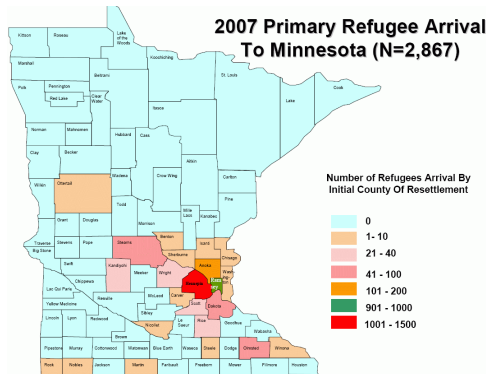 2007 Primary Refugee Arrival
To Minnesota (N=2,867)
Kittson
Roseau
Lake
of the
Woods
Koochiching
Marshall
St. Louis
Beltrami
Cook
Polk
Pennington
Lake
Red Lake
Clear
Water
Itasca
Norman
Mahnomen
Hubbard
Cass
Clay
Becker
Aitkin
Wadena
Crow Wing
Carlton
Wilkin
Ottertail
Pine
Todd
Mille
Lacs
Kanabec
Grant
Douglas
Morrison
Traverse
Stevens
Pope
Stearns
Benton
Isanti
Big Stone
Sherburne
Chicago
Swift
Kandiyohi
Anoka
Meeker
Wright
Chippewa
Lac Qui Parle
McLeod
Carver
Renville
Scott
Dakota
Yellow Medicine
Sibley
Lincoln
Lyon
Redwood
Le
Sueur
Rice
Goodhue
Nicollet
Wabasha
Brown
Pipestone
Murray
Cottonwood
Watonwan
Blue Earth
Waseca
Steele
Dodge
Olmsted
Winona
Rock
Nobles
Jackson
Martin
Faribault
Freeborn
Mower
Fillmore
Houston
Number of Refugees Arrival By
Initial County Of Resettlement
0
1- 10
21 - 40
41 - 100
101 - 200
901 - 1000
1001 - 1500